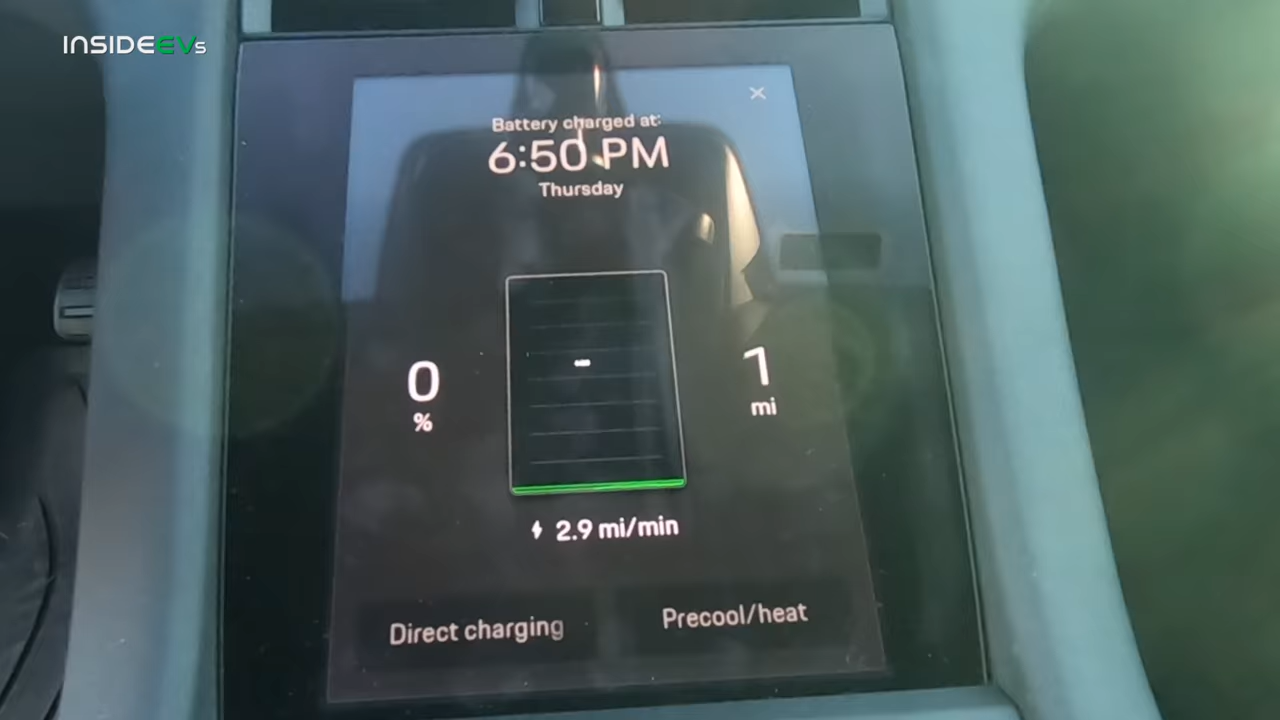 INSIDEEVs
Battery charged at:
6:50 PM
Thursday
0
%
1
mi
2.9 mi/min
Direct charging
Precool/heat